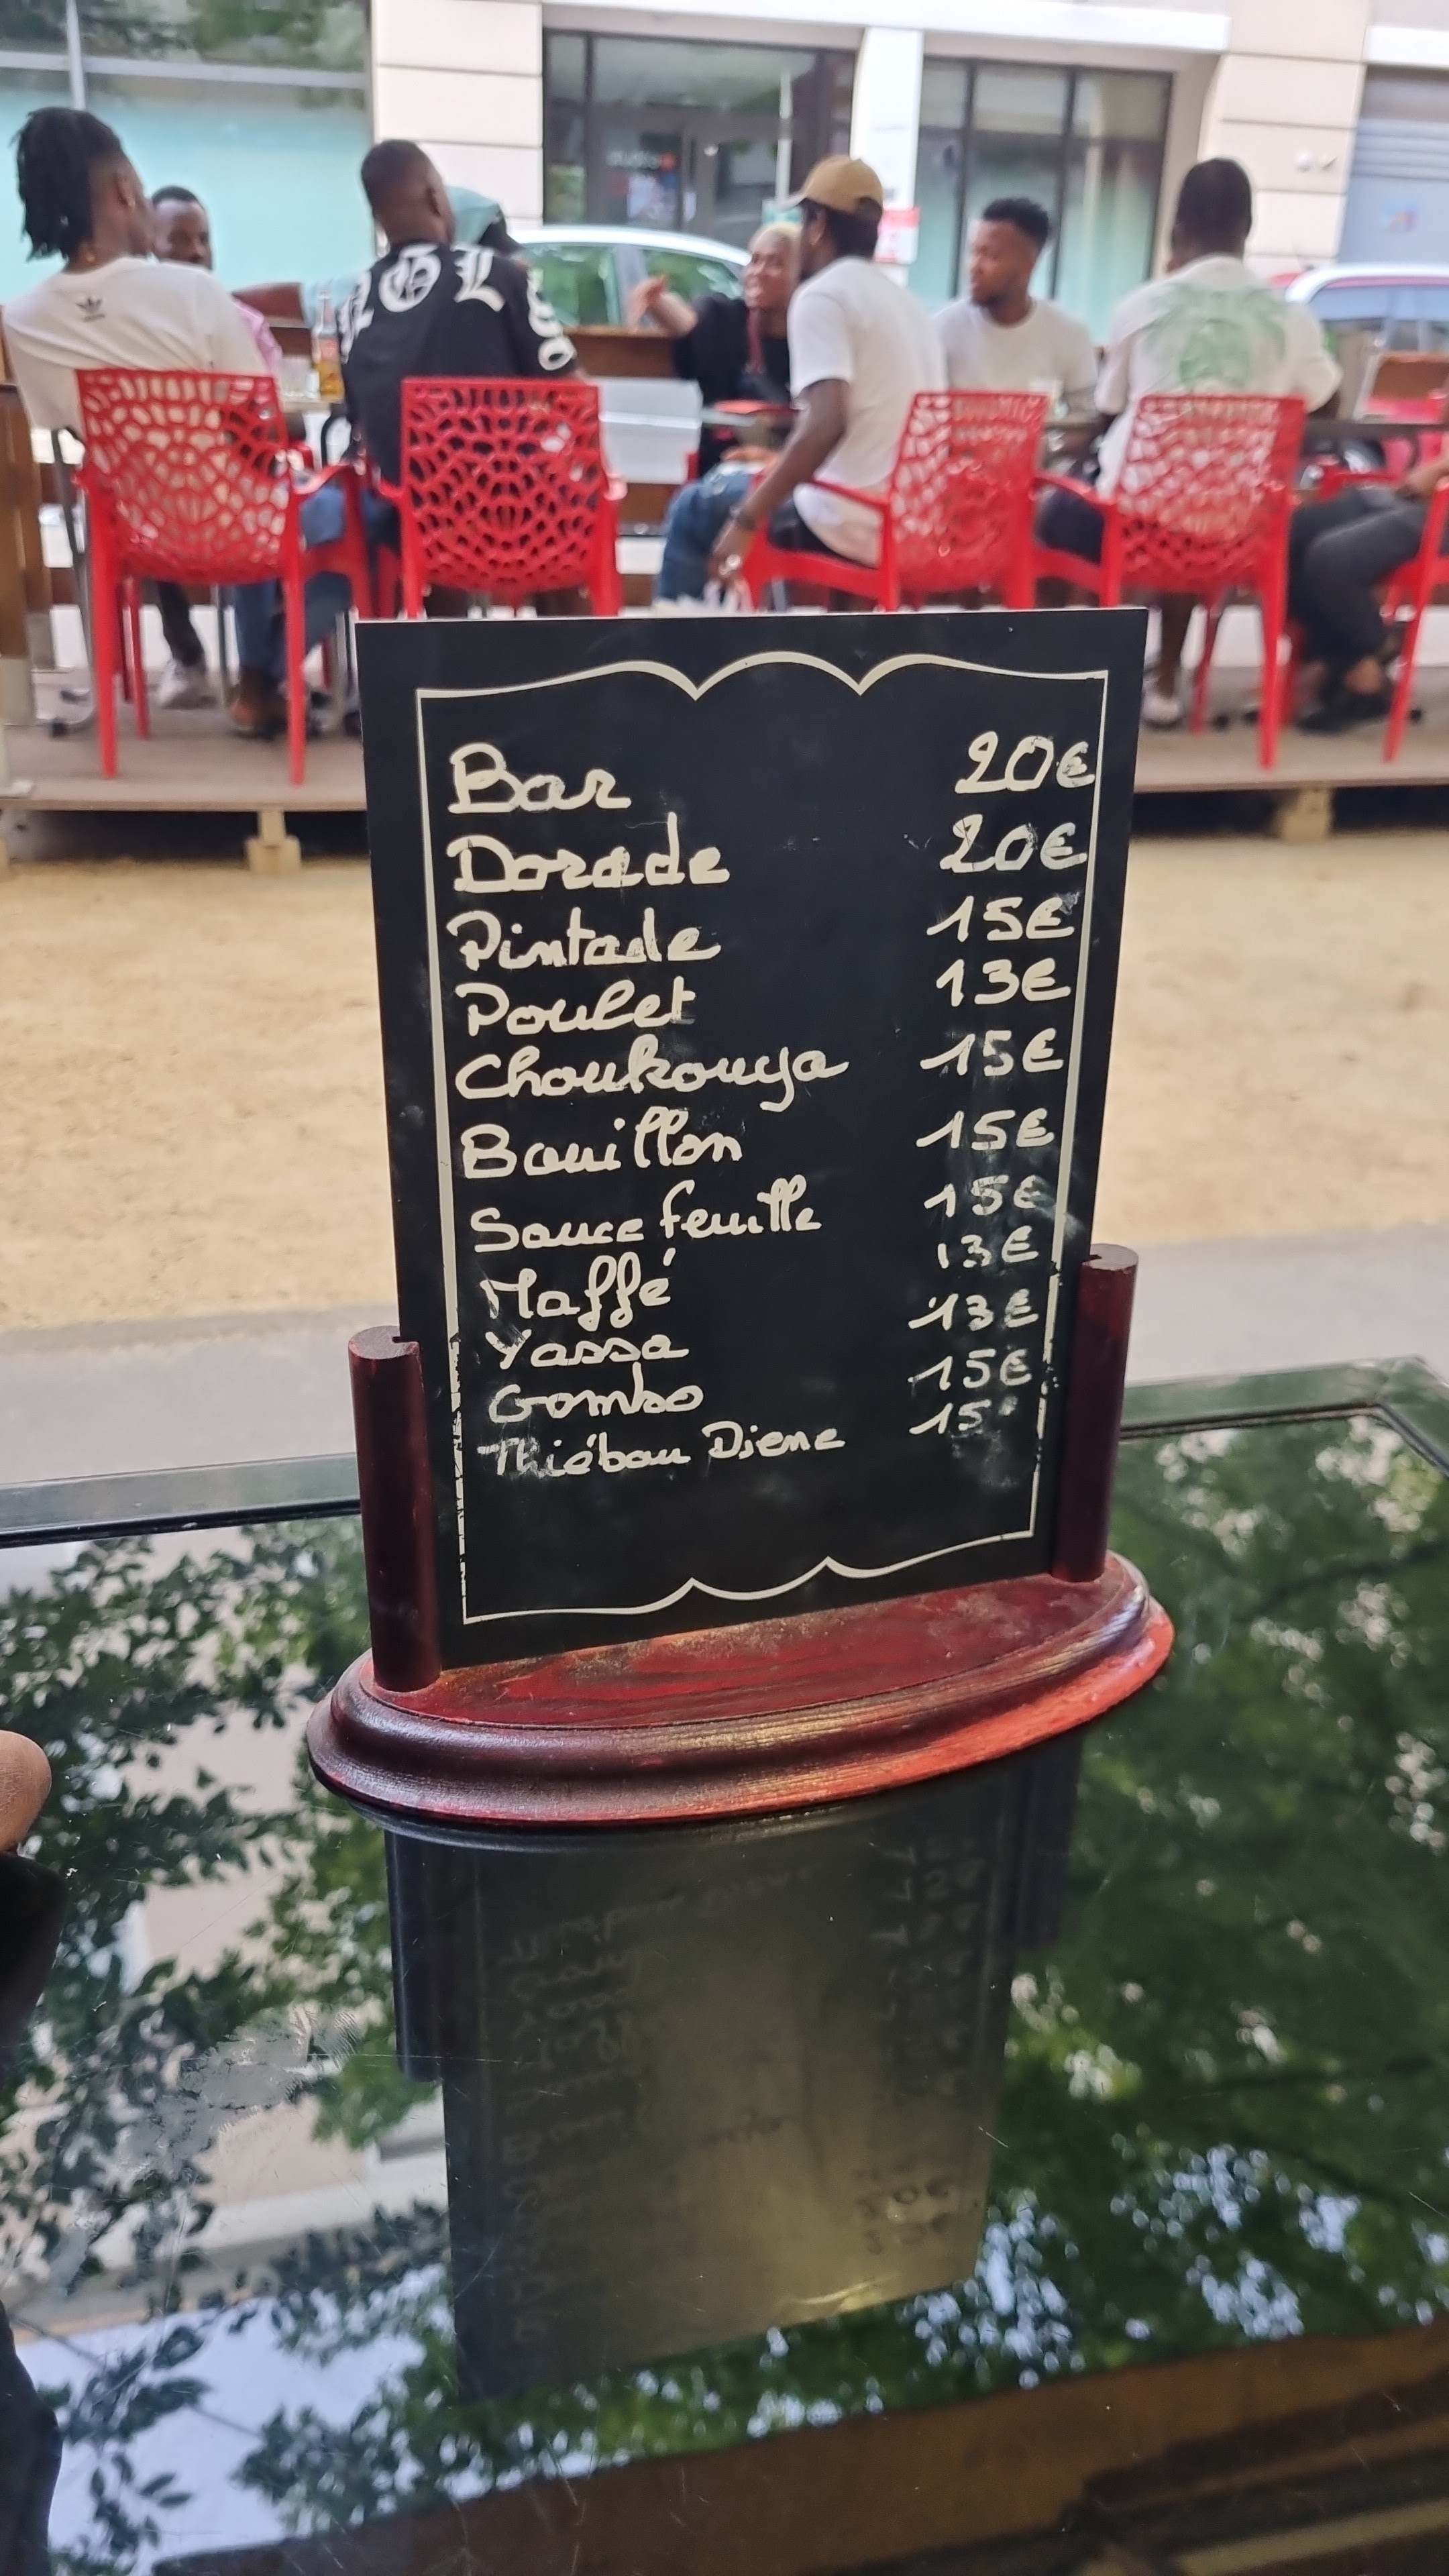 Bar 20€
Dorade 20€
Pintade 15€
Poulet 13€
Choukouya 15€
Bouillon 15€
Sauce feuille 15€
Maffé 13€
Yassa 13€
Gombo 15€
Thiébou Diene 15